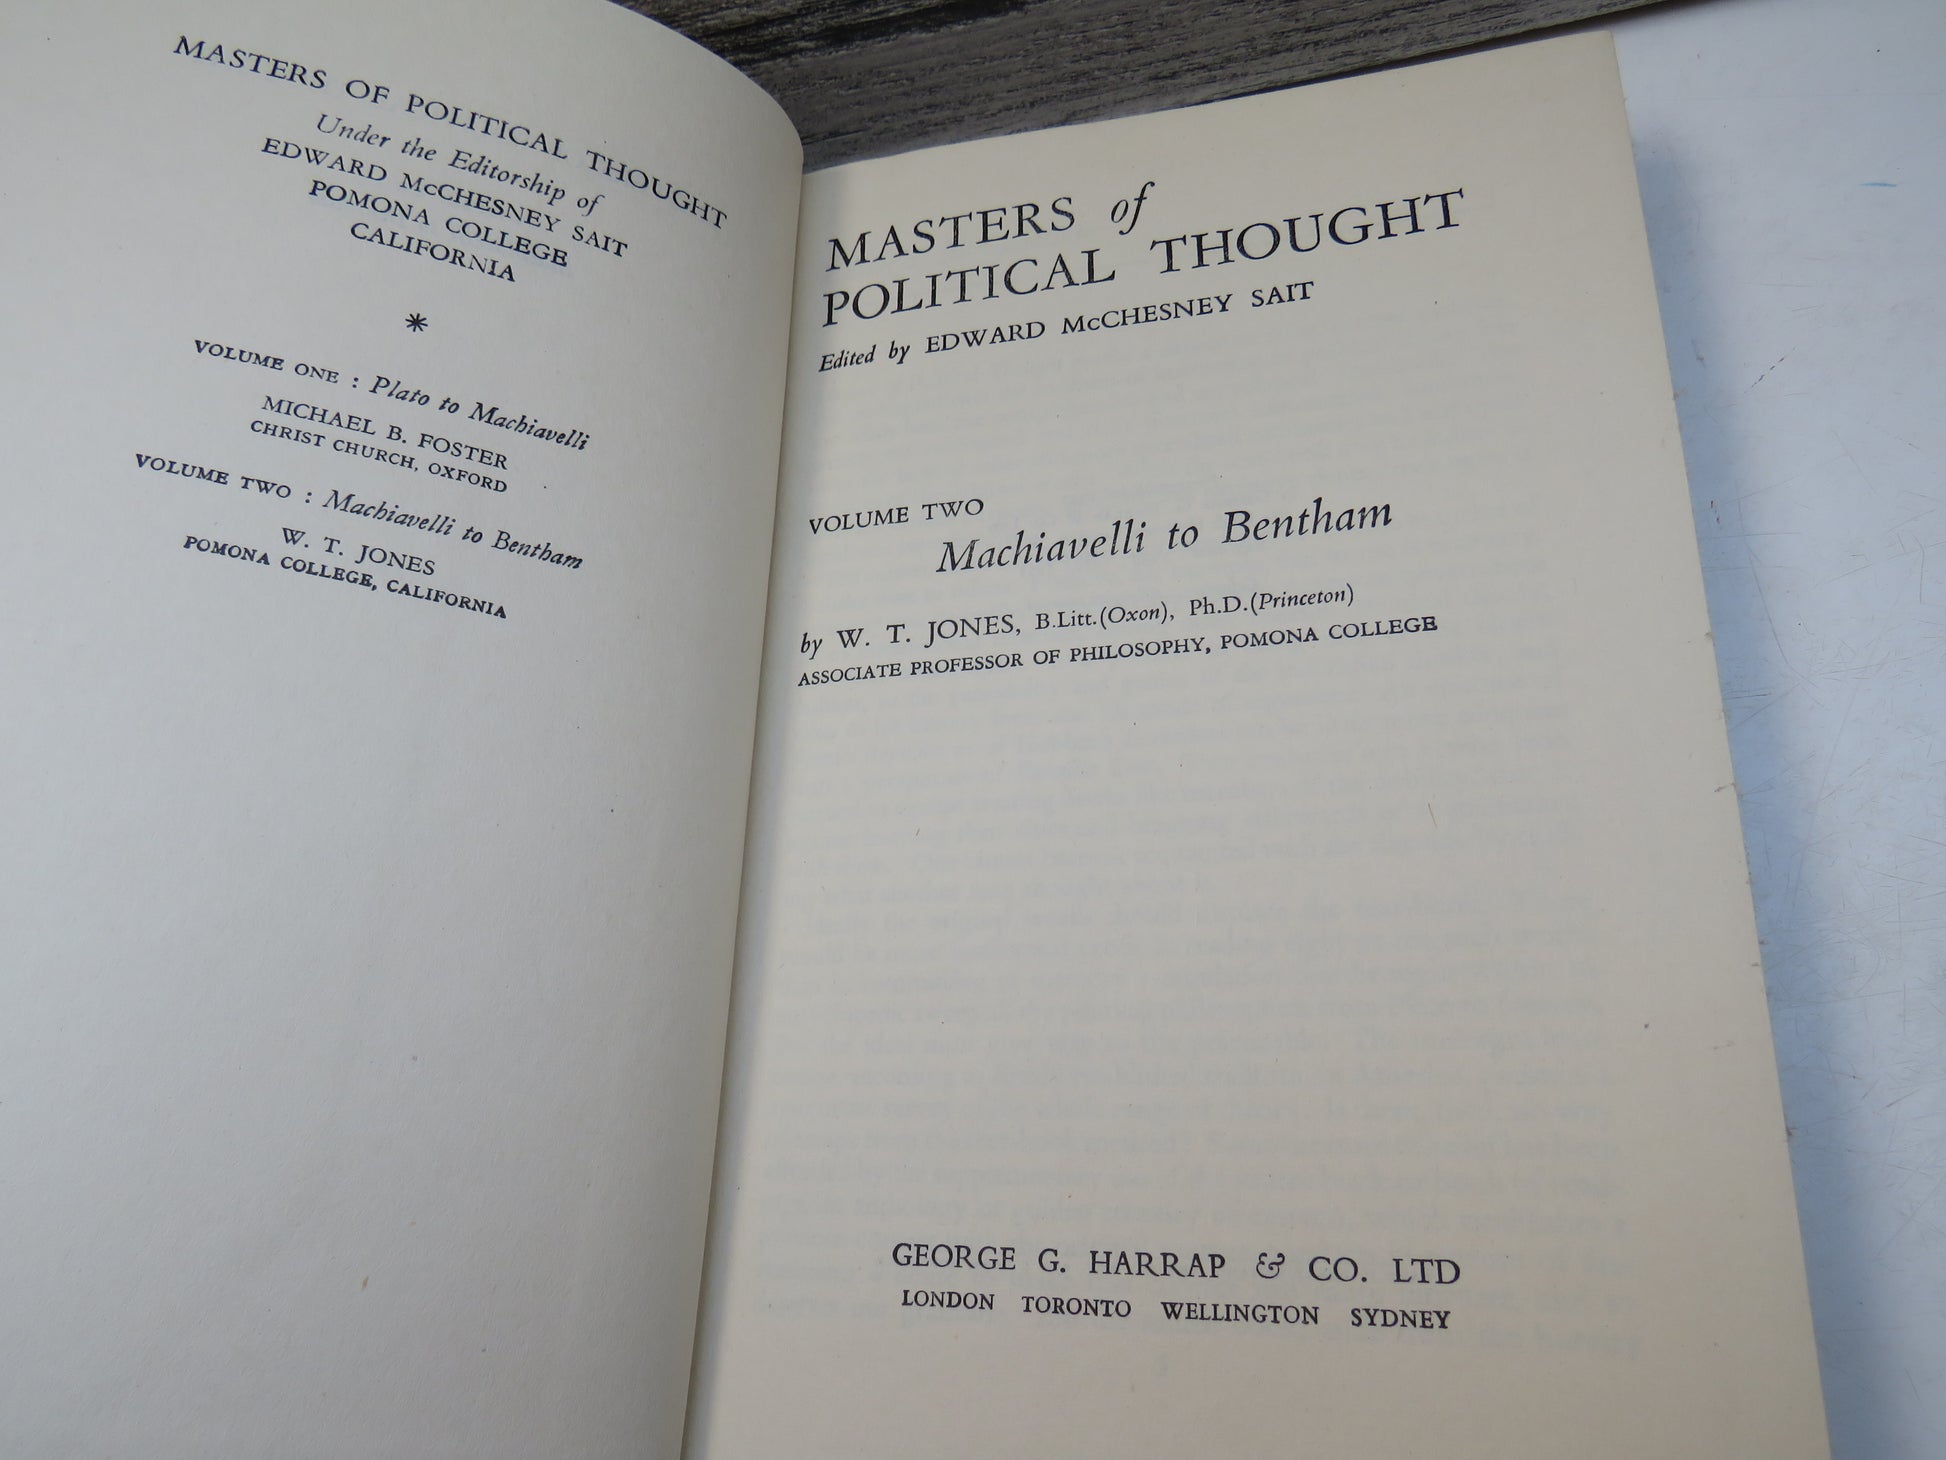 MASTERS OF POLITICAL THOUGHT
Under the Editorship of
EDWARD McCHESNEY SAIT
POMONA COLLEGE
CALIFORNIA
*
VOLUME ONE : Plato to Machiavelli
MICHAEL B. FOSTER
CHRIST CHURCH, OXFORD
VOLUME TWO : Machiavelli to Bentham
W. T. JONES
POMONA COLLEGE, CALIFORNIA
MASTERS of
POLITICAL THOUGHT
Edited by EDWARD McCHESNEY SAIT
VOLUME TWO
Machiavelli to Bentham
by W. T. JONES, B.Litt.(Oxon), Ph.D.(Princeton)
ASSOCIATE PROFESSOR OF PHILOSOPHY, POMONA COLLEGE
GEORGE G. HARRAP & CO. LTD
LONDON TORONTO WELLINGTON SYDNEY